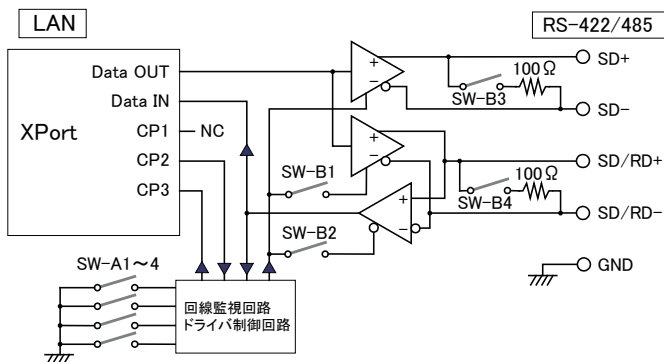 LAN
RS-422/485
XPort
Data OUT
Data IN
CP1
NC
CP2
CP3
+
−
SW-B3
100Ω
SD+
SD-
+
−
SW-B1
SW-B2
+
−
SW-B4
100Ω
SD/RD+
SD/RD-
GND
SW-A1～4
回線監視回路
ドライバ制御回路